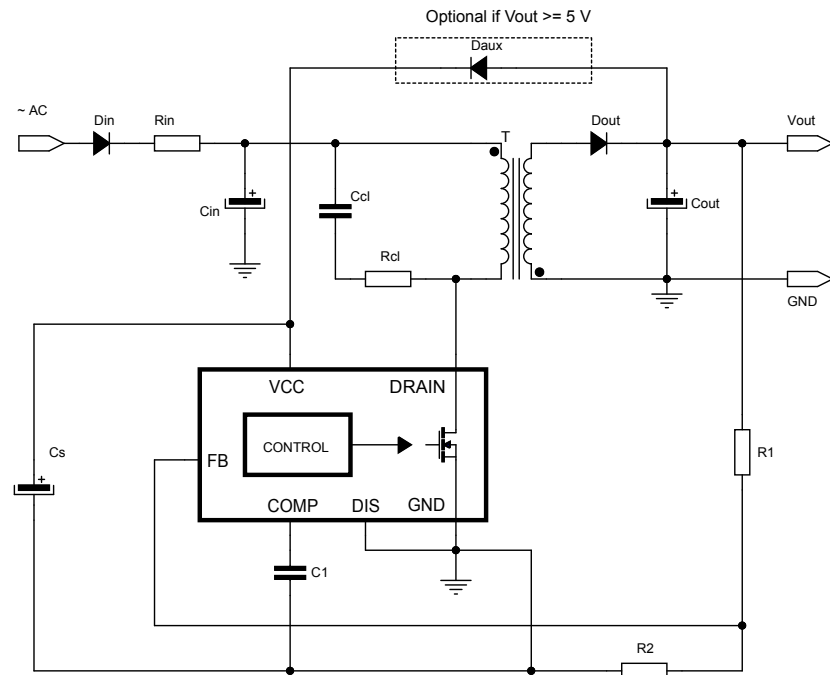 Optional if Vout >= 5 V
Daux
~ AC
Din
Rin
T
Dout
Vout
Ccl
Cin
Cout
Rcl
GND
VCC
DRAIN
Cs
CONTROL
FB
R1
COMP
DIS
GND
C1
R2